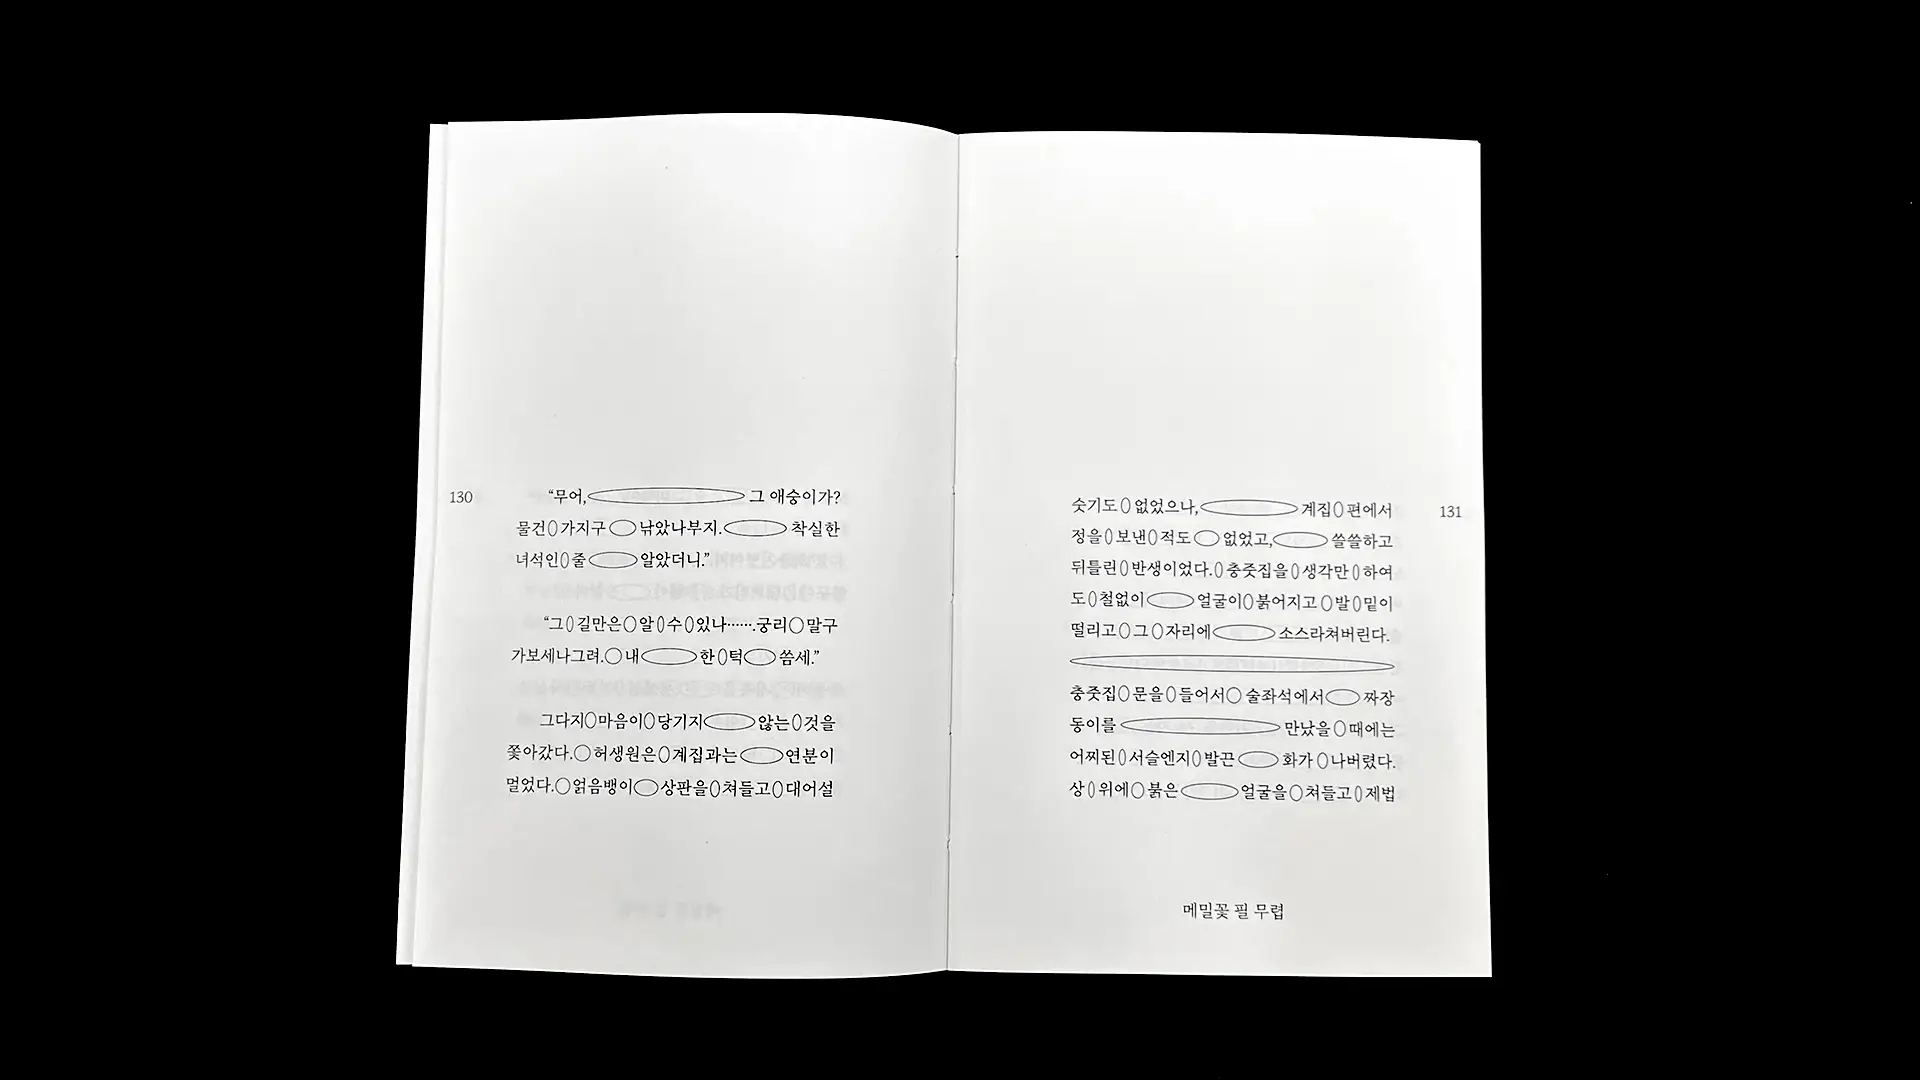 130
“무어, 그 애숭이가?
물건 가지구 낚았나부지. 착실한
녀석인 줄 알았더니.”
“그 길만은 알 수 있나…….궁리 말구
가보세나그려. 내 한 턱 씀세.”
그다지 마음이 당기지 않는 것을
쫓아갔다. 허생원은 계집과는 연분이
멀었다. 얽음뱅이 상판을 쳐들고 대어설
숫기도 없었으나, 계집 편에서
정을 보낸 적도 없었고, 쓸쓸하고
뒤틀린 반생이었다. 충줏집을 생각만 하여
도 철없이 얼굴이 붉어지고 발 밑이
떨리고 그 자리에 소스라쳐버린다.
충줏집 문을 들어서 술좌석에서 짜장
동이를 만났을 때에는
어찌된 서슬엔지 발끈 화가 나버렸다.
상 위에 붉은 얼굴을 쳐들고 제법
131
메밀꽃 필 무렵